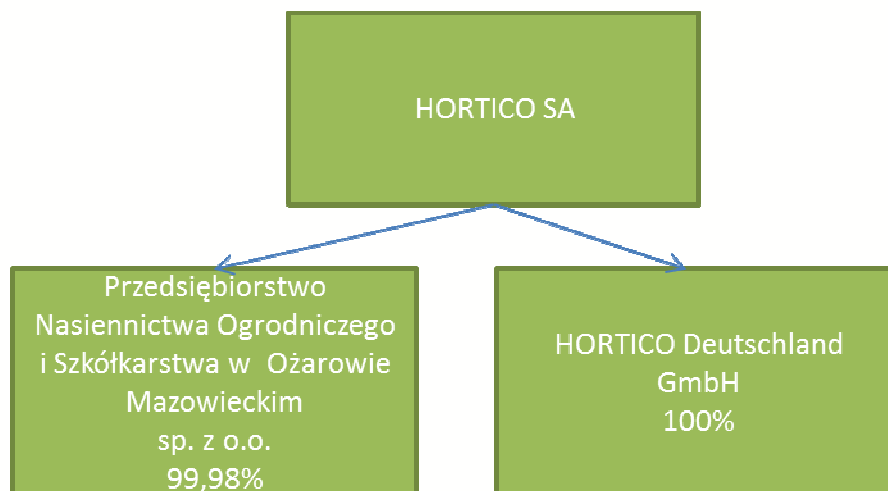 HORTICO SA
Przedsiębiorstwo
Nasiennictwa Ogrodniczego
i Szkółkarstwa w  Ożarowie
Mazowieckim
sp. z o.o.
99,98%
HORTICO Deutschland
GmbH
100%